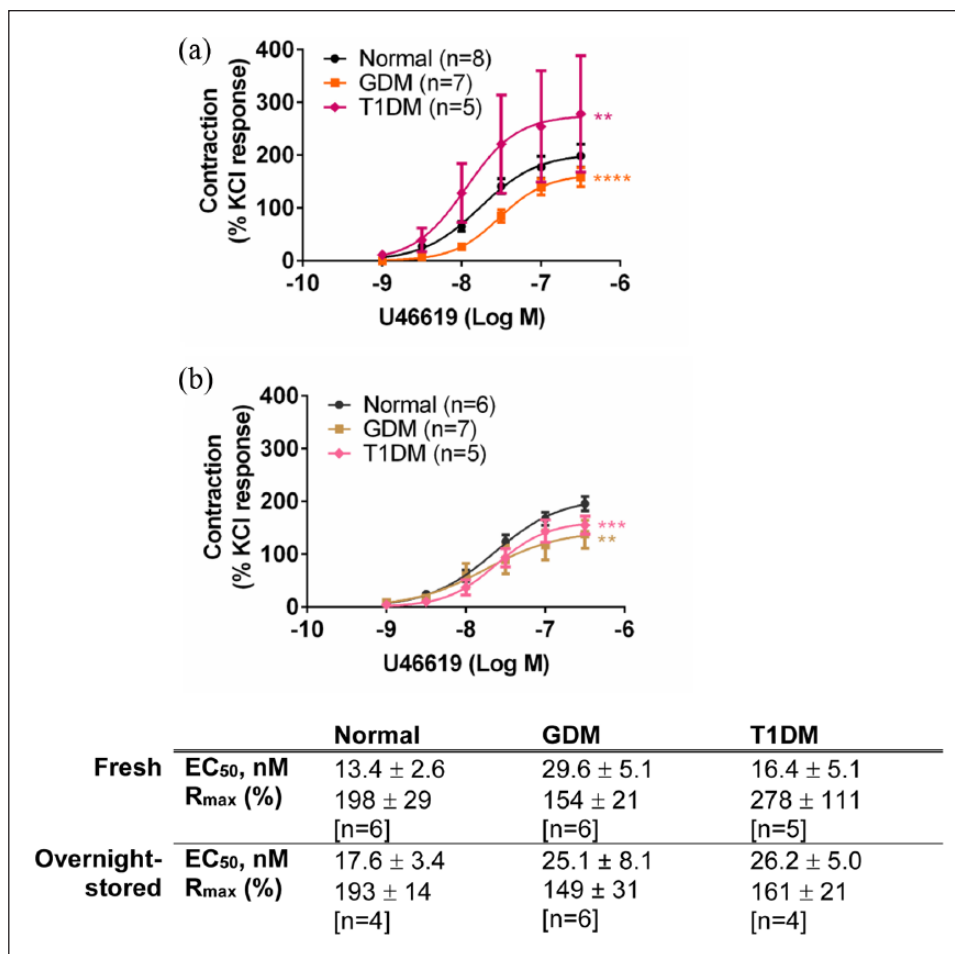 (a)
Normal (n=8)
GDM (n=7)
T1DM (n=5)
Contraction
(% KCl response)
400
300
200
100
0
**
****
-10
-9
-8
-7
-6
U46619 (Log M)
(b)
Normal (n=6)
GDM (n=7)
T1DM (n=5)
Contraction
(% KCl response)
400
300
200
100
0
***
**
-10
-9
-8
-7
-6
U46619 (Log M)
Normal GDM T1DM
Fresh EC₅₀, nM 13.4 ± 2.6 29.6 ± 5.1 16.4 ± 5.1
Rₘₐₓ (%) 198 ± 29 154 ± 21 278 ± 111
[n=6] [n=6] [n=5]
Overnight- EC₅₀, nM 17.6 ± 3.4 25.1 ± 8.1 26.2 ± 5.0
stored Rₘₐₓ (%) 193 ± 14 149 ± 31 161 ± 21
[n=4] [n=6] [n=4]